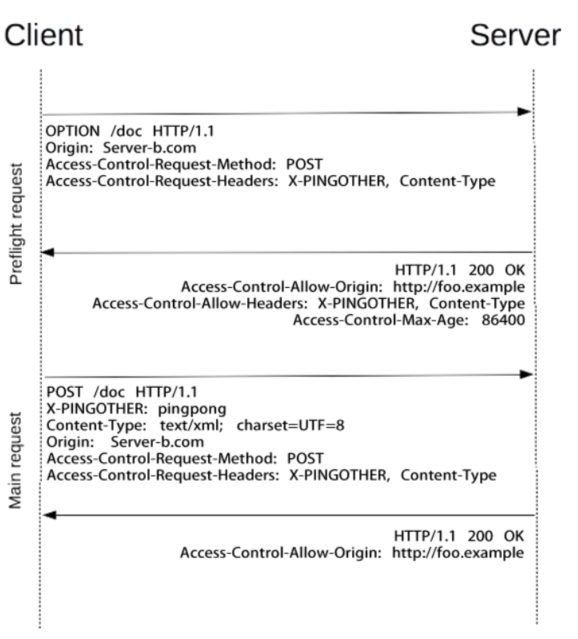 Client
Server
Preflight request
OPTION /doc HTTP/1.1
Origin: Server-b.com
Access-Control-Request-Method: POST
Access-Control-Request-Headers: X-PINGOTHER, Content-Type
HTTP/1.1 200 OK
Access-Control-Allow-Origin: http://foo.example
Access-Control-Allow-Headers: X-PINGOTHER, Content-Type
Access-Control-Max-Age: 86400
Main request
POST /doc HTTP/1.1
X-PINGOTHER: pingpong
Content-Type: text/xml; charset=UTF=8
Origin: Server-b.com
Access-Control-Request-Method: POST
Access-Control-Request-Headers: X-PINGOTHER, Content-Type
HTTP/1.1 200 OK
Access-Control-Allow-Origin: http://foo.example